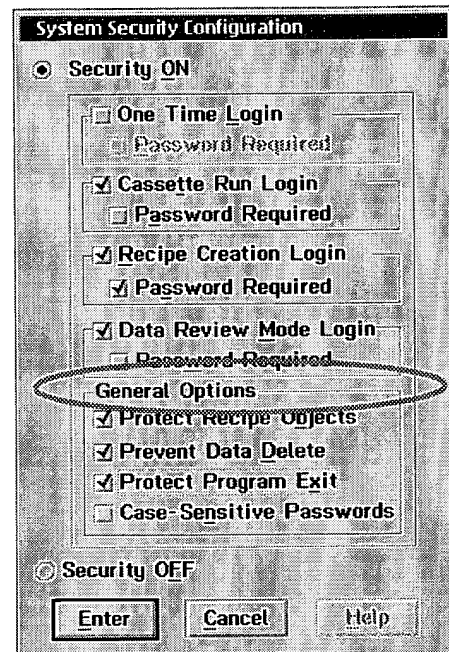 System Security Configuration
Security ON
One Time Login
Password Required
Cassette Run Login
Password Required
Recipe Creation Login
Password Required
Data Review Mode Login
Password Required
General Options
Protect Recipe Objects
Prevent Data Delete
Protect Program Exit
Case-Sensitive Passwords
Security OFF
Enter Cancel Help